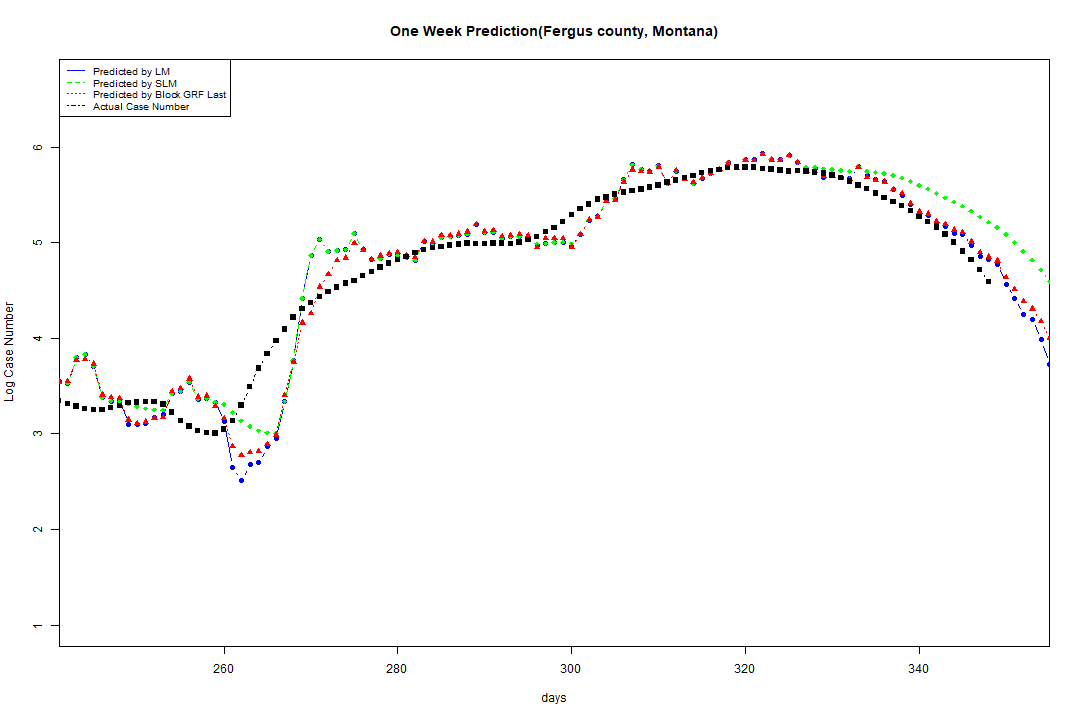 One Week Prediction(Fergus county, Montana)
Predicted by LM
Predicted by SLM
Predicted by Block GRF Last
Actual Case Number
Log Case Number
6
5
4
3
2
1
260 280 300 320 340
days